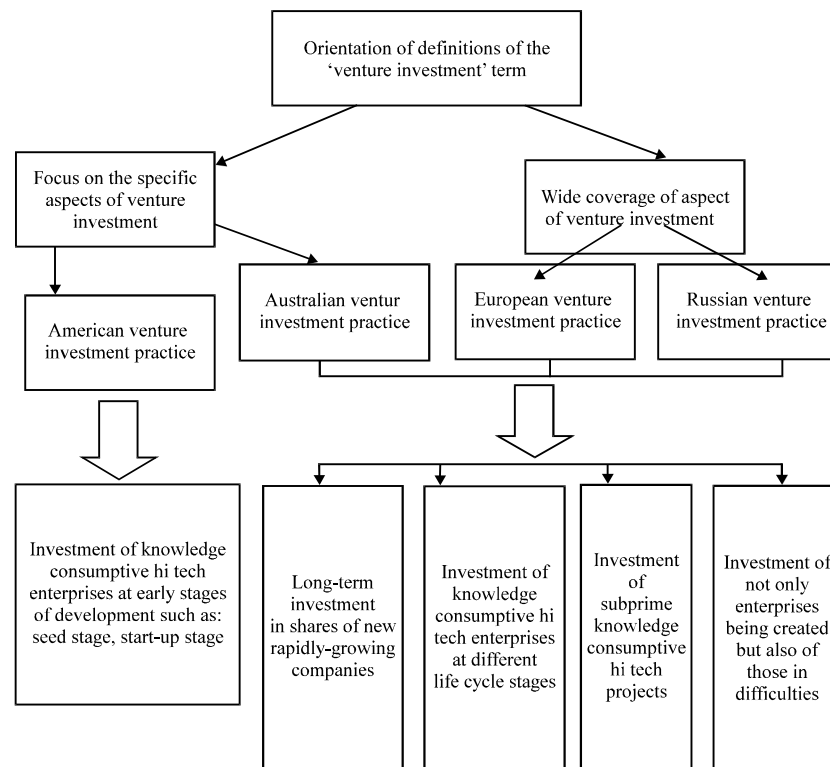 Orientation of definitions of the
‘venture investment’ term
Focus on the specific
aspects of venture
investment
Wide coverage of aspect
of venture investment
American venture
investment practice
Australian ventur
investment practice
European venture
investment practice
Russian venture
investment practice
Investment of knowledge
consumptive hi tech
enterprises at early stages
of development such as:
seed stage, start-up stage
Long-term
investment
in shares of new
rapidly-growing
companies
Investment of
knowledge
consumptive hi
tech enterprises
at different
life cycle stages
Investment
of
subprime
knowledge
consumptive
hi tech
projects
Investment of
not only
enterprises
being created
but also of
those in
difficulties